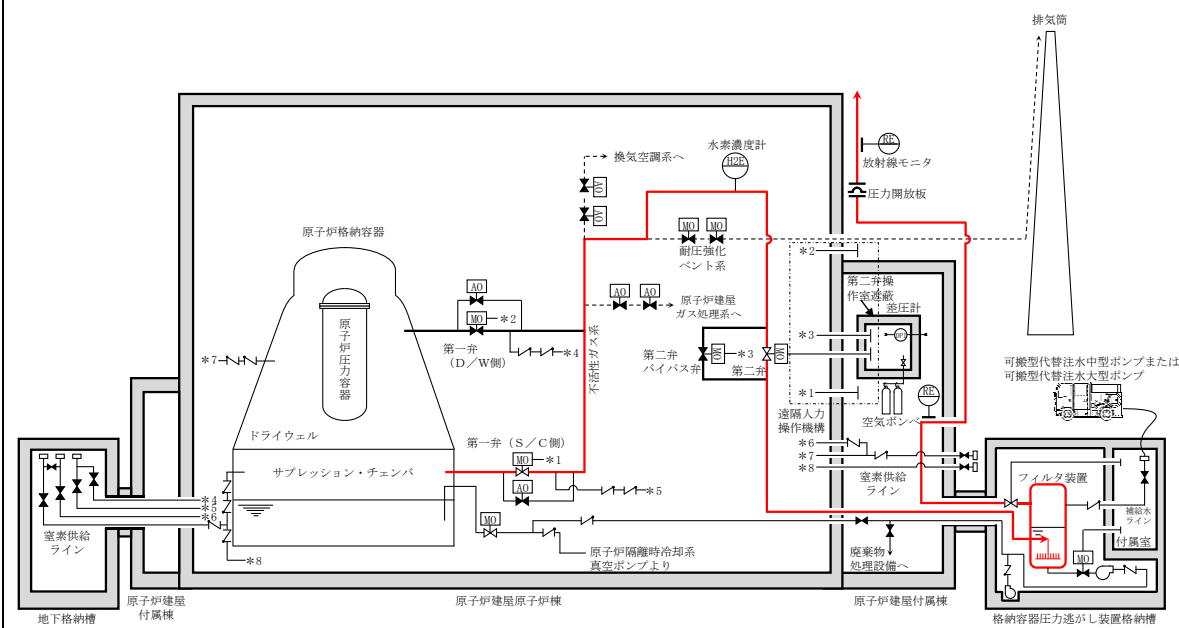 排気筒
水素濃度計
H2E
RE
放射線モニタ
圧力開放板
換気空調系へ
AO
AO
原子炉格納容器
MO
MO
耐圧強化
ベント系
＊2
第二弁操
作室遮蔽
差圧計
DPI
AO
MO
＊2
第一弁
（D／W側）
＊4
AO
AO
原子炉建屋
ガス処理系へ
不活性ガス系
原子炉圧力容器
＊7
＊3
第二弁
バイパス弁
MO
＊3
第二弁
MO
＊1
遠隔人力
操作機構
空気ボンベ
RE
可搬型代替注水中型ポンプまたは
可搬型代替注水大型ポンプ
ドライウェル
第一弁（S／C側）
MO
＊1
AO
＊5
サプレッション・チェンバ
＊6
＊7
＊8
窒素供給
ライン
フィルタ装置
補給水
ライン
付属室
MO
＊4
＊5
＊6
窒素供給
ライン
＊8
MO
原子炉隔離時冷却系
真空ポンプより
廃棄物
処理設備へ
地下格納槽
原子炉建屋
付属棟
原子炉建屋原子炉棟
原子炉建屋付属棟
格納容器圧力逃がし装置格納槽